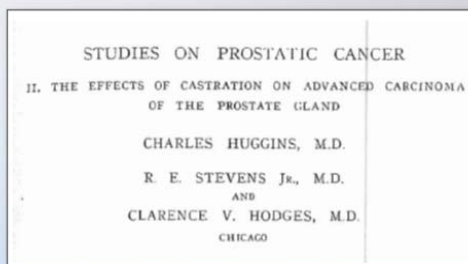 STUDIES ON PROSTATIC CANCER
II. THE EFFECTS OF CASTRATION ON ADVANCED CARCINOMA
OF THE PROSTATE GLAND
CHARLES HUGGINS, M.D.
R. E. STEVENS JR., M.D.
AND
CLARENCE V. HODGES, M.D.
CHICAGO